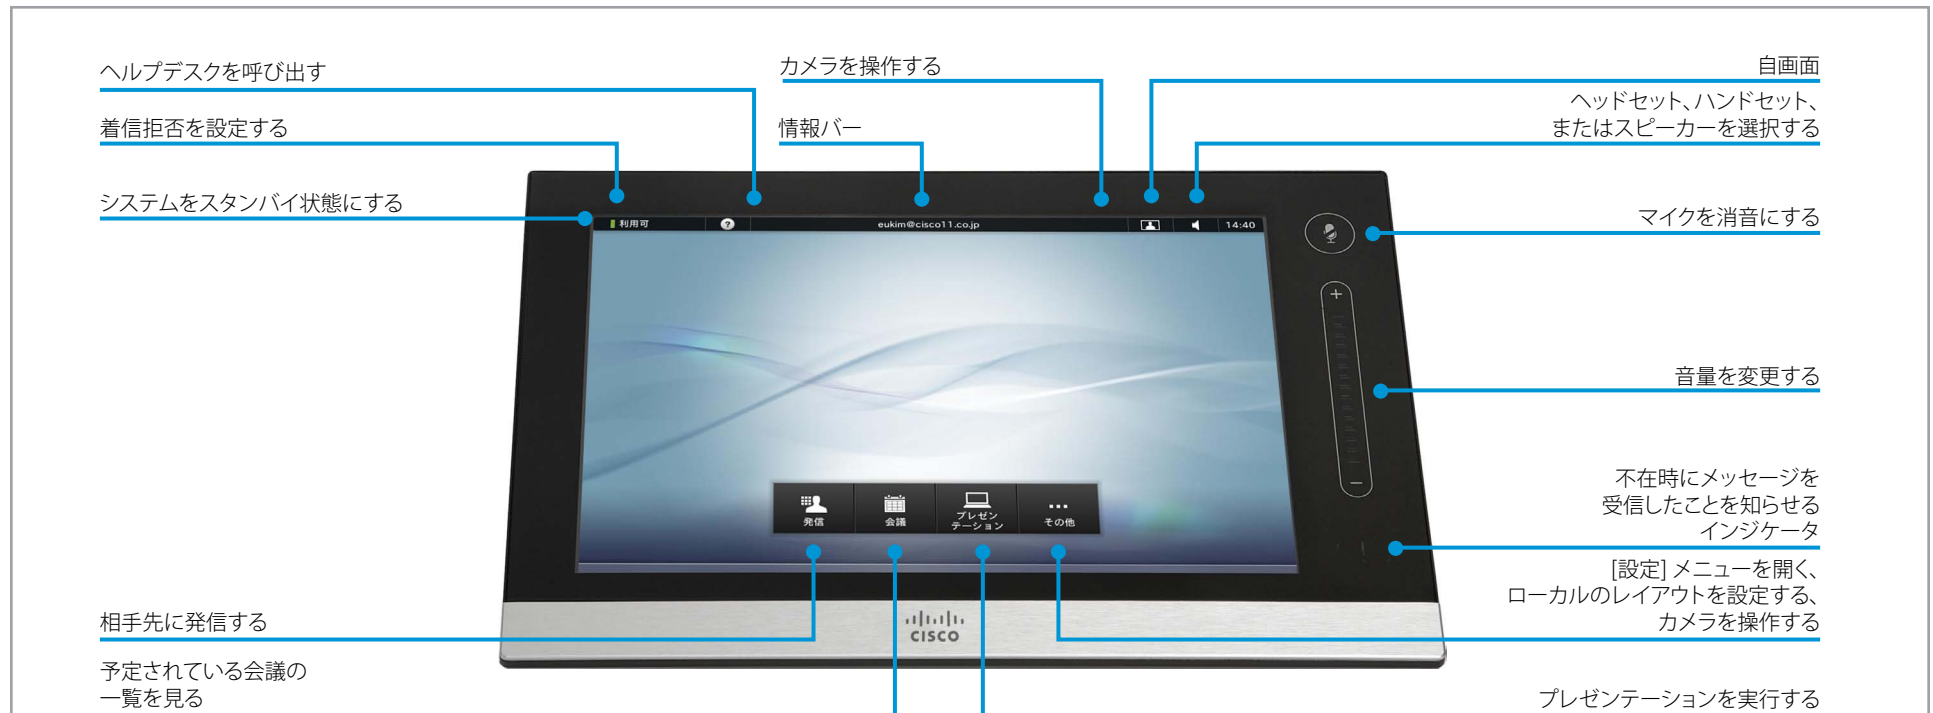 ヘルプデスクを呼び出す
カメラを操作する
自画面
ヘッドセット、ハンドセット、
またはスピーカーを選択する
着信拒否を設定する
情報バー
システムをスタンバイ状態にする
マイクを消音にする
利用可
?
eukim@cisco11.co.jp
14:40
音量を変更する
不在時にメッセージを
受信したことを知らせる
インジケータ
発信
会議
プレゼン
テーション
その他
[設定] メニューを開く、
ローカルのレイアウトを設定する、
カメラを操作する
相手先に発信する
CISCO
予定されている会議の
一覧を見る
プレゼンテーションを実行する